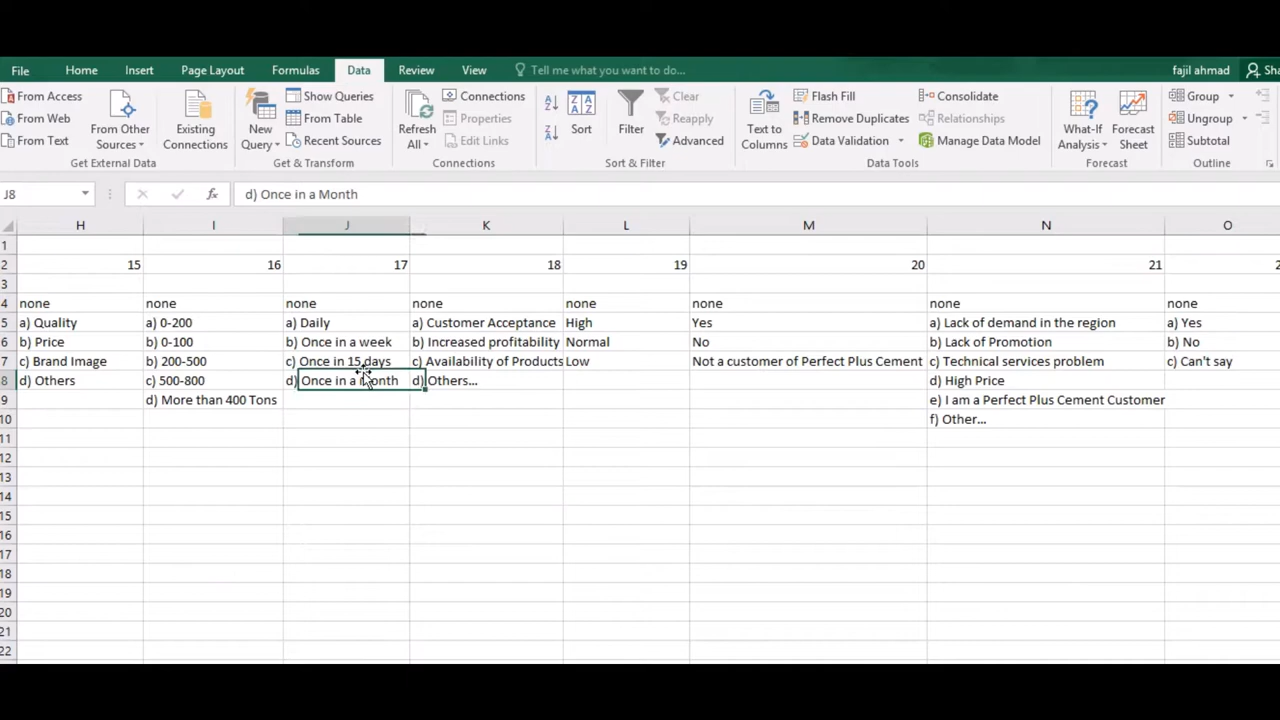 File Home Insert Page Layout Formulas Data Review View Tell me what you want to do... fajil ahmad
From Access
From Web
From Text
From Other
Sources
Existing
Connections
Get External Data
New
Query
Show Queries
From Table
Recent Sources
Get & Transform
Refresh
All
Connections
Properties
Edit Links
Connections
Sort
Filter
Clear
Reapply
Advanced
Sort & Filter
Text to
Columns
Flash Fill
Remove Duplicates
Data Validation
Consolidate
Relationships
Manage Data Model
Data Tools
What-If
Analysis
Forecast
Sheet
Forecast
Group
Ungroup
Subtotal
Outline
J8 fx d) Once in a Month
H I J K L M N O
1
2 15 16 17 18 19 20 21
3
4 none none none none none none none none
5 a) Quality a) 0-200 a) Daily a) Customer Acceptance High Yes a) Lack of demand in the region a) Yes
6 b) Price b) 0-100 b) Once in a week b) Increased profitability Normal No b) Lack of Promotion b) No
7 c) Brand Image b) 200-500 c) Once in 15 days c) Availability of Products Low Not a customer of Perfect Plus Cement c) Technical services problem c) Can't say
8 d) Others c) 500-800 d) Once in a Month d) Others... d) High Price
9 d) More than 400 Tons e) I am a Perfect Plus Cement Customer
10 f) Other...
11
12
13
14
15
16
17
18
19
20
21
22